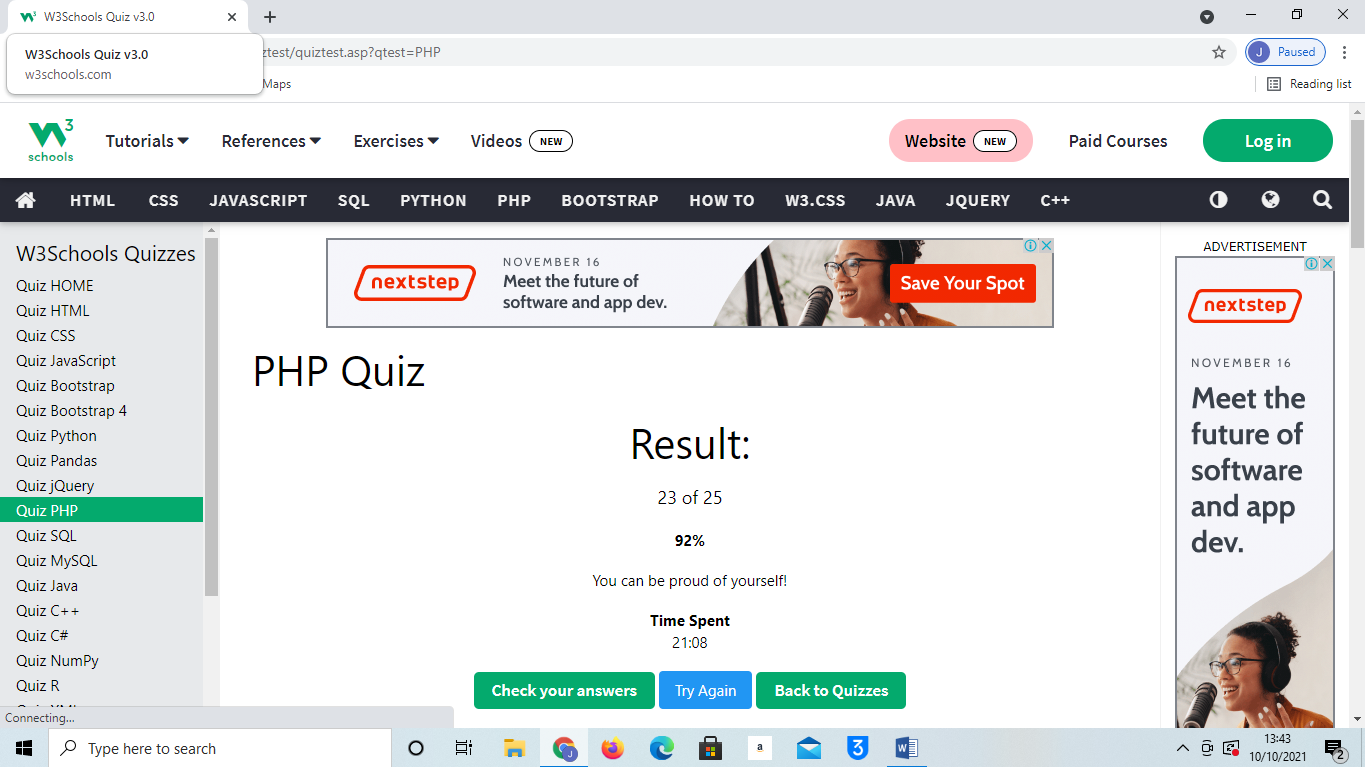 W3Schools Quiz v3.0
W3Schools Quiz v3.0
w3schools.com
ztest/quiztest.asp?qtest=PHP
J Paused
Maps
Reading list
W3 schools
Tutorials
References
Exercises
Videos NEW
Website NEW
Paid Courses
Log in
HTML CSS JAVASCRIPT SQL PYTHON PHP BOOTSTRAP HOW TO W3.CSS JAVA JQUERY C++
W3Schools Quizzes
Quiz HOME
Quiz HTML
Quiz CSS
Quiz JavaScript
Quiz Bootstrap
Quiz Bootstrap 4
Quiz Python
Quiz Pandas
Quiz jQuery
Quiz PHP
Quiz SQL
Quiz MySQL
Quiz Java
Quiz C++
Quiz C#
Quiz NumPy
Quiz R
nextstep
NOVEMBER 16
Meet the future of
software and app dev.
Save Your Spot
PHP Quiz
Result:
23 of 25
92%
You can be proud of yourself!
Time Spent
21:08
Check your answers
Try Again
Back to Quizzes
ADVERTISEMENT
nextstep
NOVEMBER 16
Meet the
future of
software
and app
dev.
Connecting...
Type here to search
J
a
3
W
13:43
10/10/2021
2